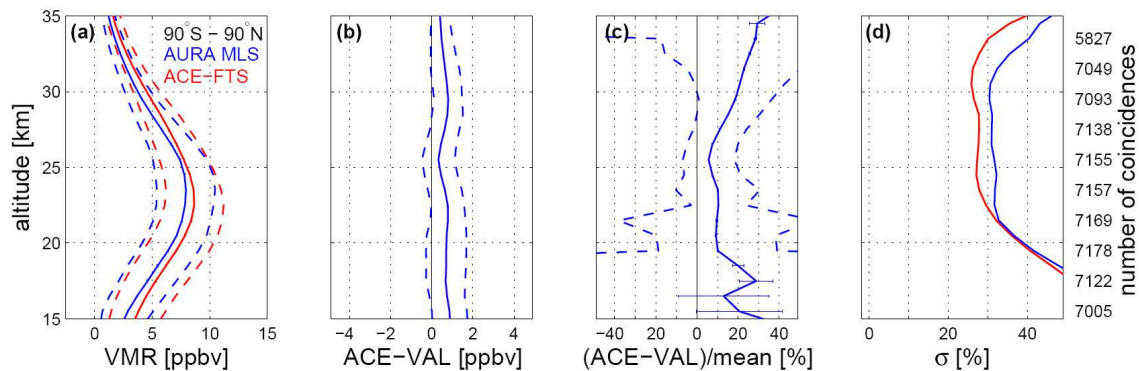 (a)
90°S − 90°N
AURA MLS
ACE−FTS
(b)
(c)
(d)
35
30
25
20
15
altitude [km]
0 5 10 15
VMR [ppbv]
−4 −2 0 2 4
ACE−VAL [ppbv]
−40 −20 0 20 40
(ACE−VAL)/mean [%]
0 20 40
σ [%]
5827
7049
7093
7138
7155
7157
7169
7178
7122
7005
number of coincidences